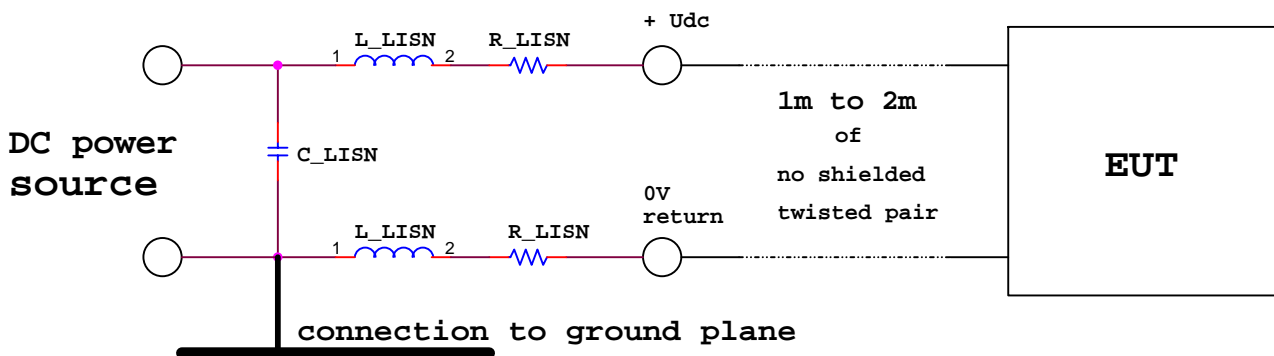 + Udc
L_LISN
R_LISN
1
2
1m to 2m
of
no shielded
twisted pair
DC power
source
C_LISN
EUT
0V
return
L_LISN
R_LISN
1
2
connection to ground plane